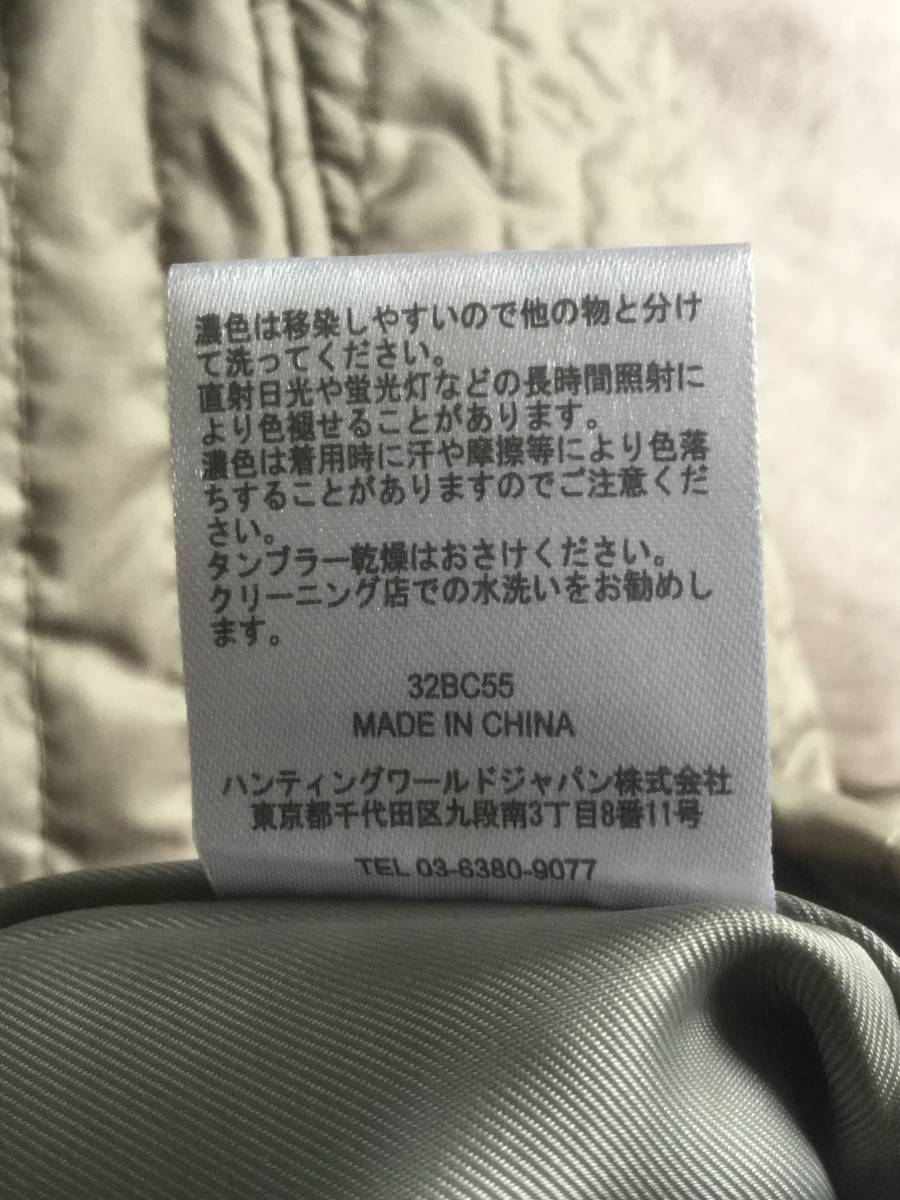 濃色は移染しやすいので他の物と分け
て洗ってください。
直射日光や蛍光灯などの長時間照射に
より色褪せることがあります。
濃色は着用時に汗や摩擦等により色落
ちすることがありますのでご注意くだ
さい。
タンブラー乾燥はおさけください。
クリーニング店での水洗いをお勧めし
ます。
32BC55
MADE IN CHINA
ハンティングワールドジャパン株式会社
東京都千代田区九段南3丁目8番11号
TEL 03-6380-9077